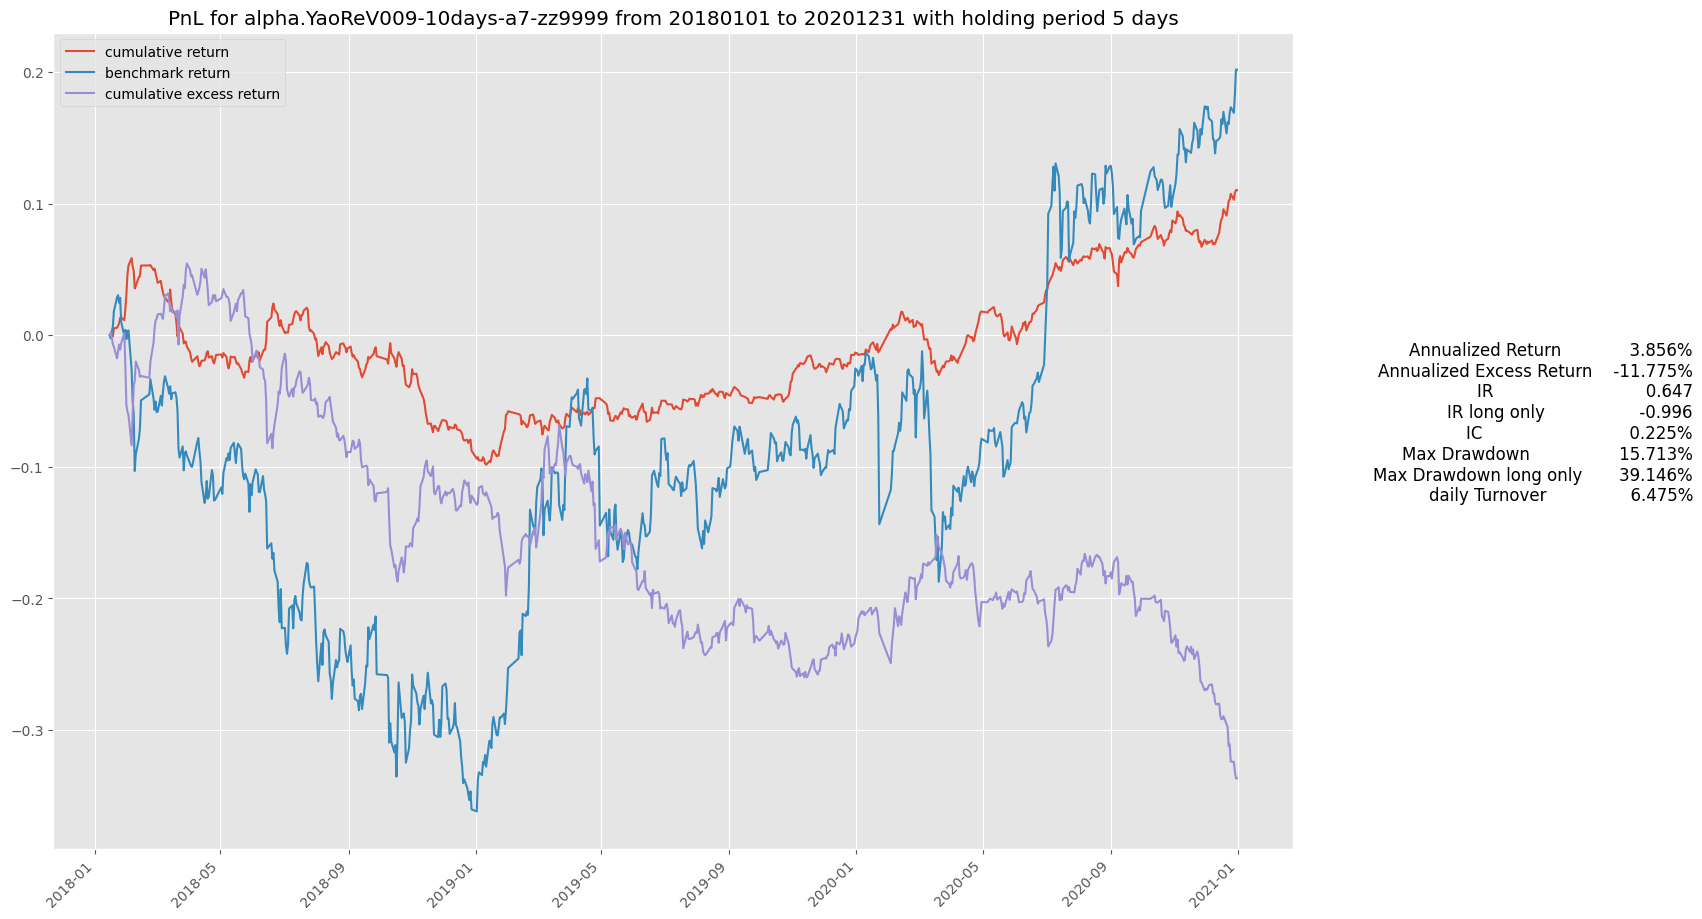 PnL for alpha.YaoReV009-10days-a7-zz9999 from 20180101 to 20201231 with holding period 5 days
cumulative return
benchmark return
cumulative excess return
0.2
0.1
0.0
−0.1
−0.2
−0.3
2018-01
2018-05
2018-09
2019-01
2019-05
2019-09
2020-01
2020-05
2020-09
2021-01
Annualized Return 3.856%
Annualized Excess Return -11.775%
IR 0.647
IR long only -0.996
IC 0.225%
Max Drawdown 15.713%
Max Drawdown long only 39.146%
daily Turnover 6.475%